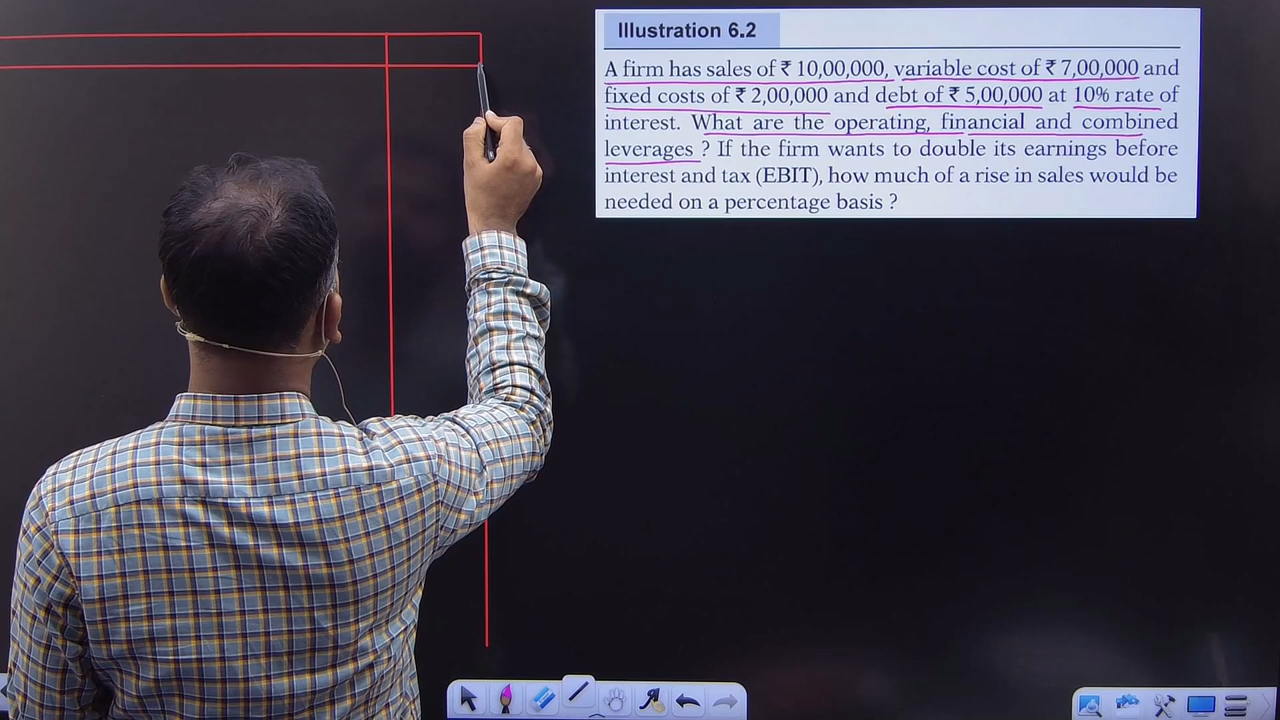 Illustration 6.2
A firm has sales of ₹ 10,00,000, variable cost of ₹ 7,00,000 and
fixed costs of ₹ 2,00,000 and debt of ₹ 5,00,000 at 10% rate of
interest. What are the operating, financial and combined
leverages ? If the firm wants to double its earnings before
interest and tax (EBIT), how much of a rise in sales would be
needed on a percentage basis ?